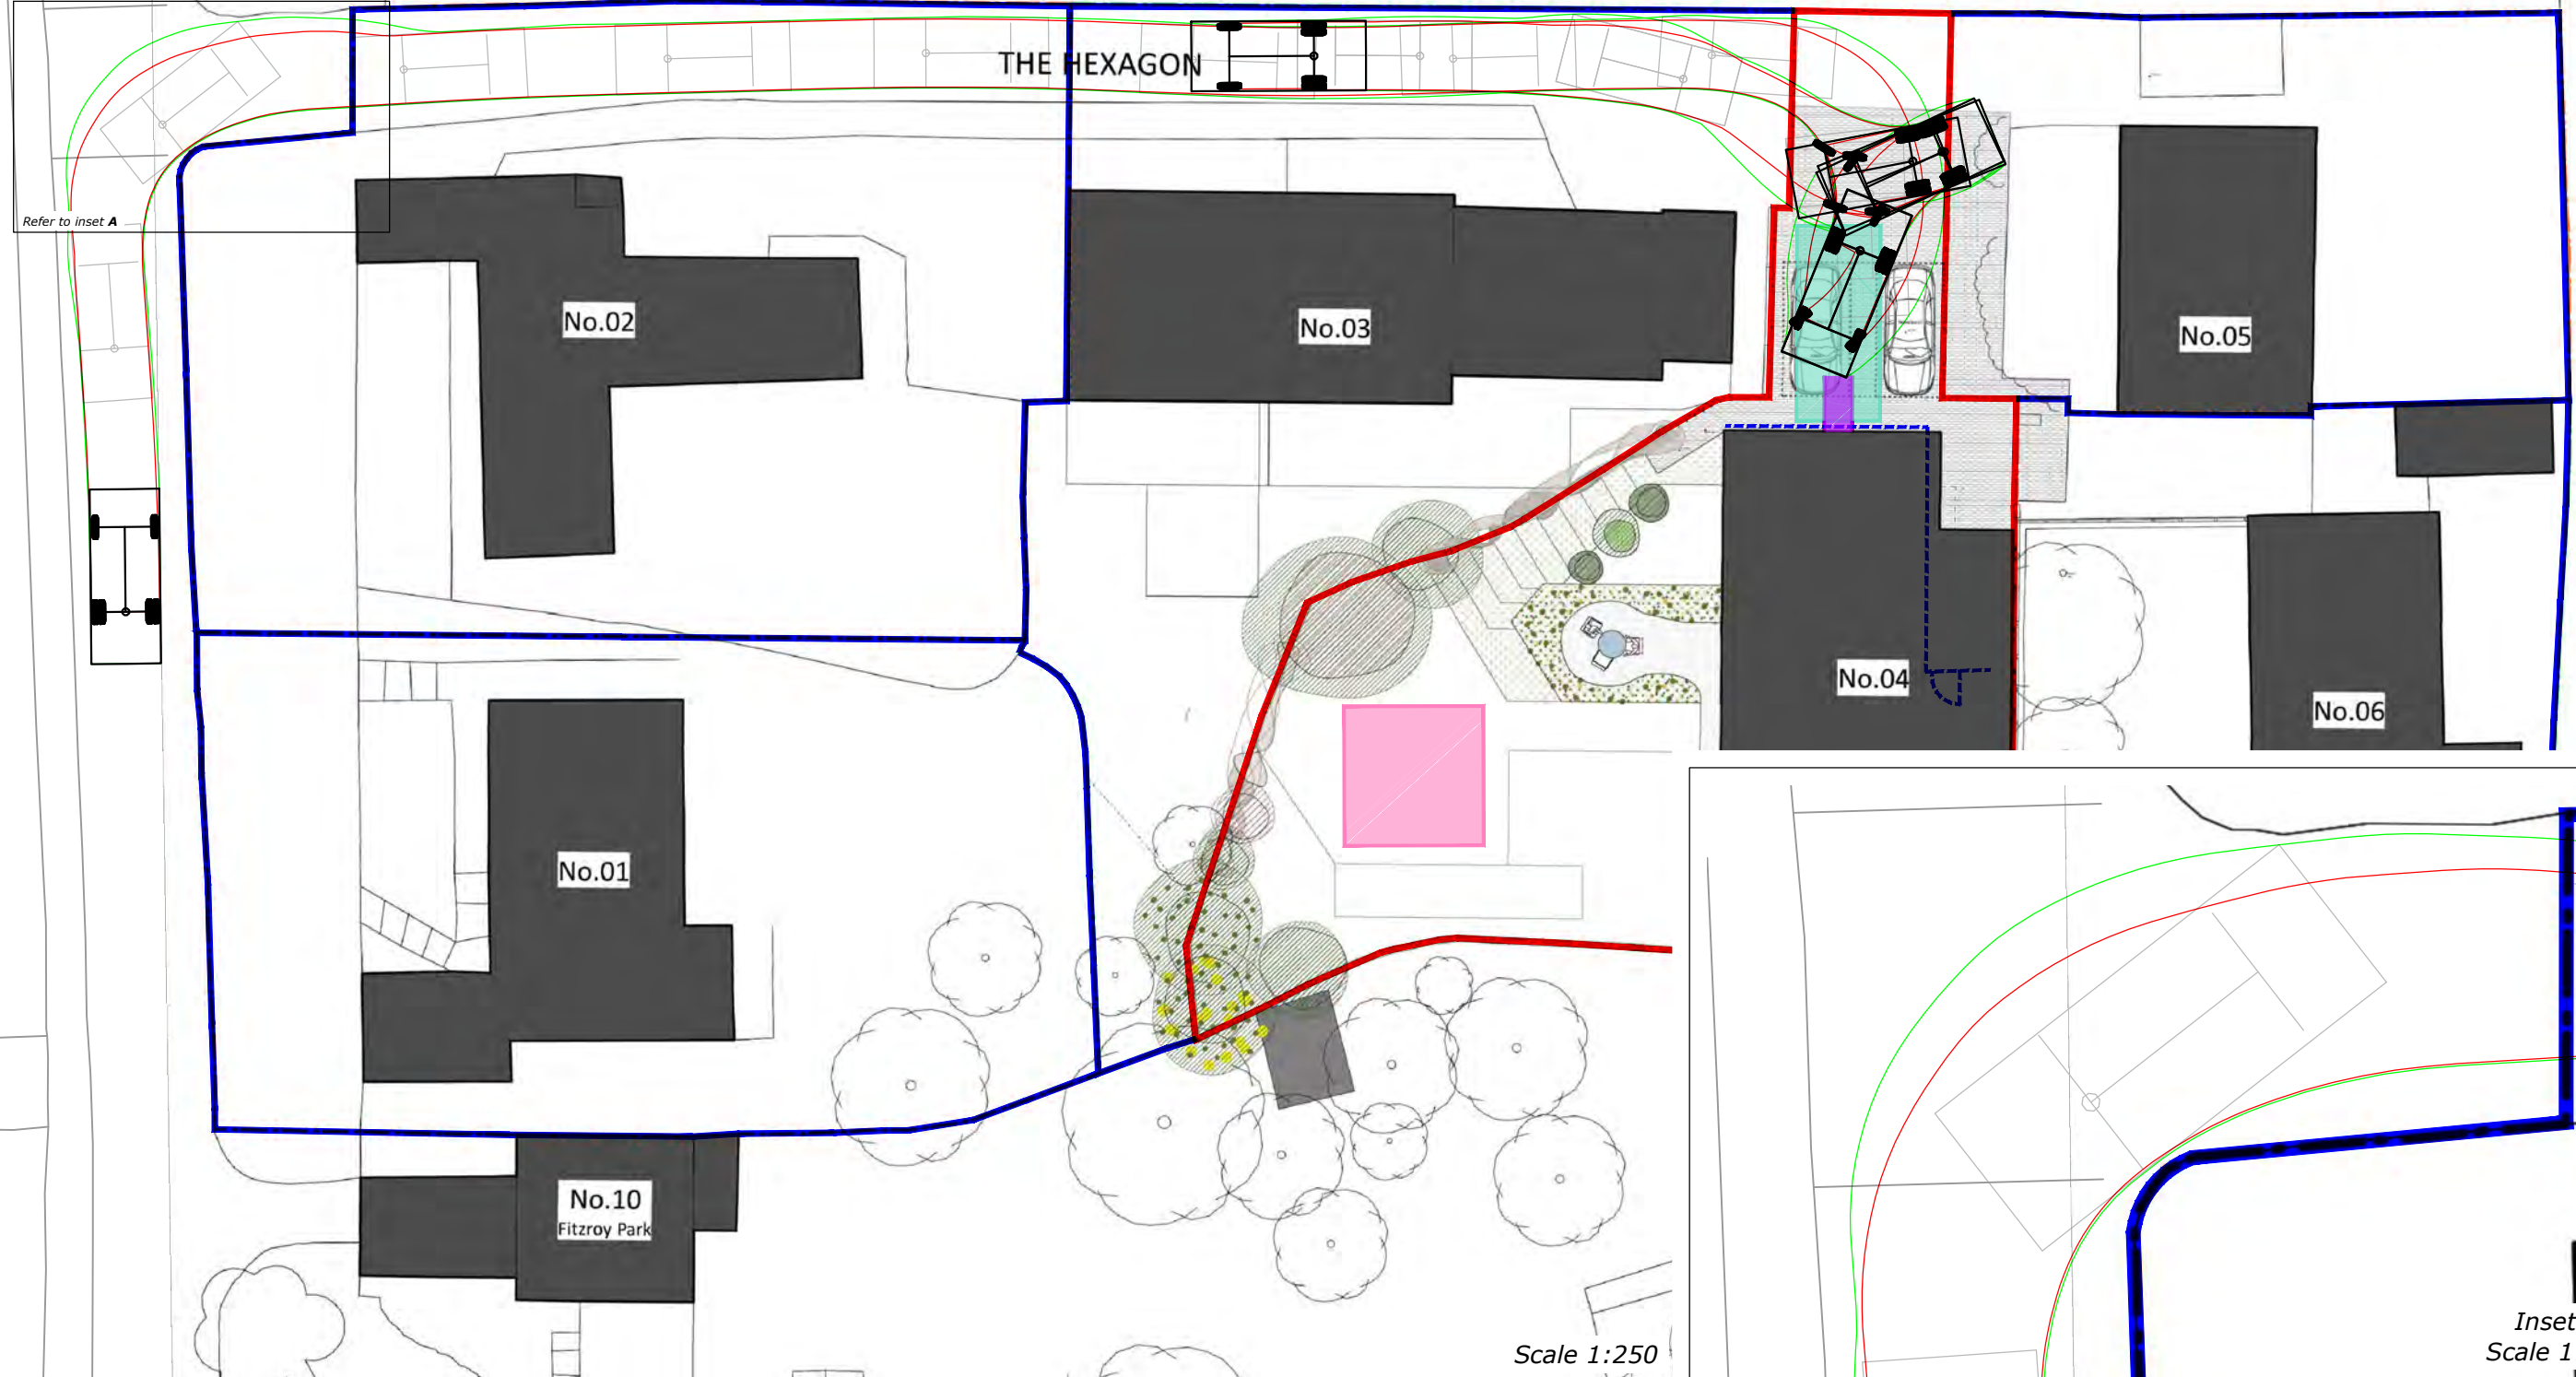 THE HEXAGON
Refer to inset A
No.02
No.03
No.05
No.04
No.06
No.01
No.10
Fitzroy Park
Scale 1:250
Inset
Scale 1